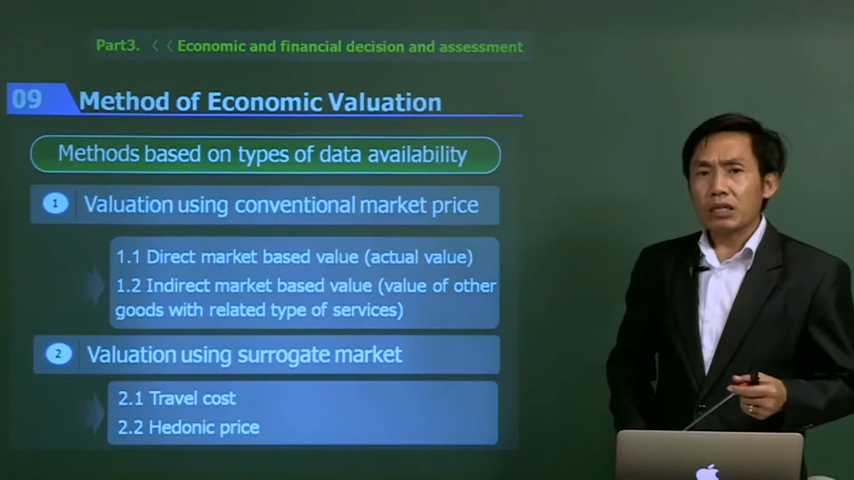 Part3. 《《 Economic and financial decision and assessment
09 Method of Economic Valuation
Methods based on types of data availability
1 Valuation using conventional market price
1.1 Direct market based value (actual value)
1.2 Indirect market based value (value of other
goods with related type of services)
2 Valuation using surrogate market
2.1 Travel cost
2.2 Hedonic price